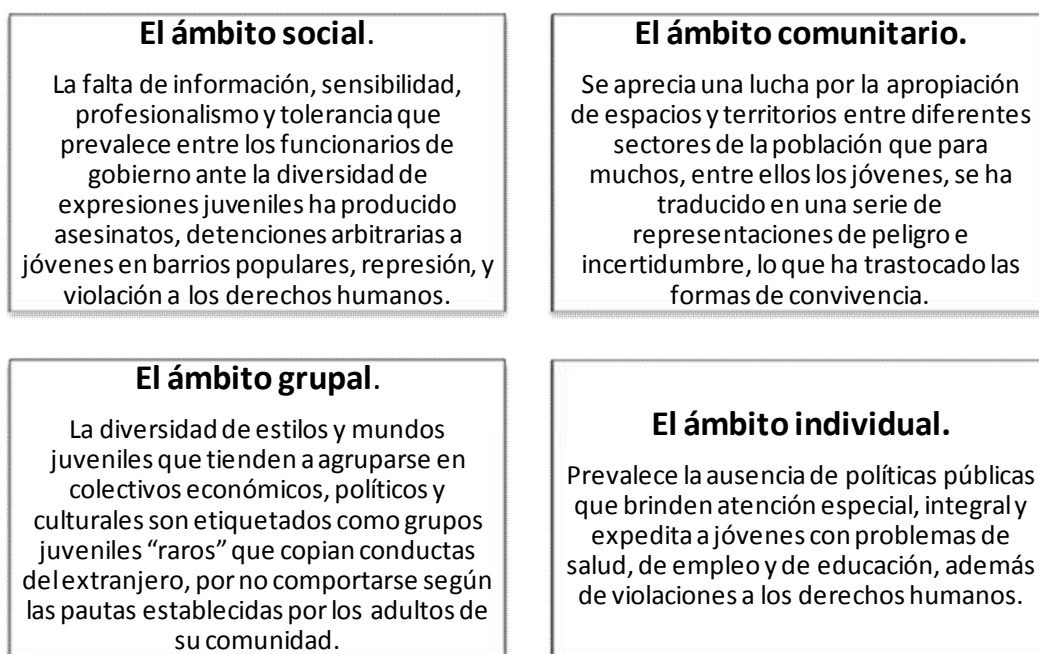 El ámbito social.
La falta de información, sensibilidad,
profesionalismo y tolerancia que
prevalece entre los funcionarios de
gobierno ante la diversidad de
expresiones juveniles ha producido
asesinatos, detenciones arbitrarias a
jóvenes en barrios populares, represión, y
violación a los derechos humanos.
El ámbito comunitario.
Se aprecia una lucha por la apropiación
de espacios y territorios entre diferentes
sectores de la población que para
muchos, entre ellos los jóvenes, se ha
traducido en una serie de
representaciones de peligro e
incertidumbre, lo que ha trastocado las
formas de convivencia.
El ámbito grupal.
La diversidad de estilos y mundos
juveniles que tienden a agruparse en
colectivos económicos, políticos y
culturales son etiquetados como grupos
juveniles “raros” que copian conductas
del extranjero, por no comportarse según
las pautas establecidas por los adultos de
su comunidad.
El ámbito individual.
Prevalece la ausencia de políticas públicas
que brinden atención especial, integral y
expedita a jóvenes con problemas de
salud, de empleo y de educación, además
de violaciones a los derechos humanos.